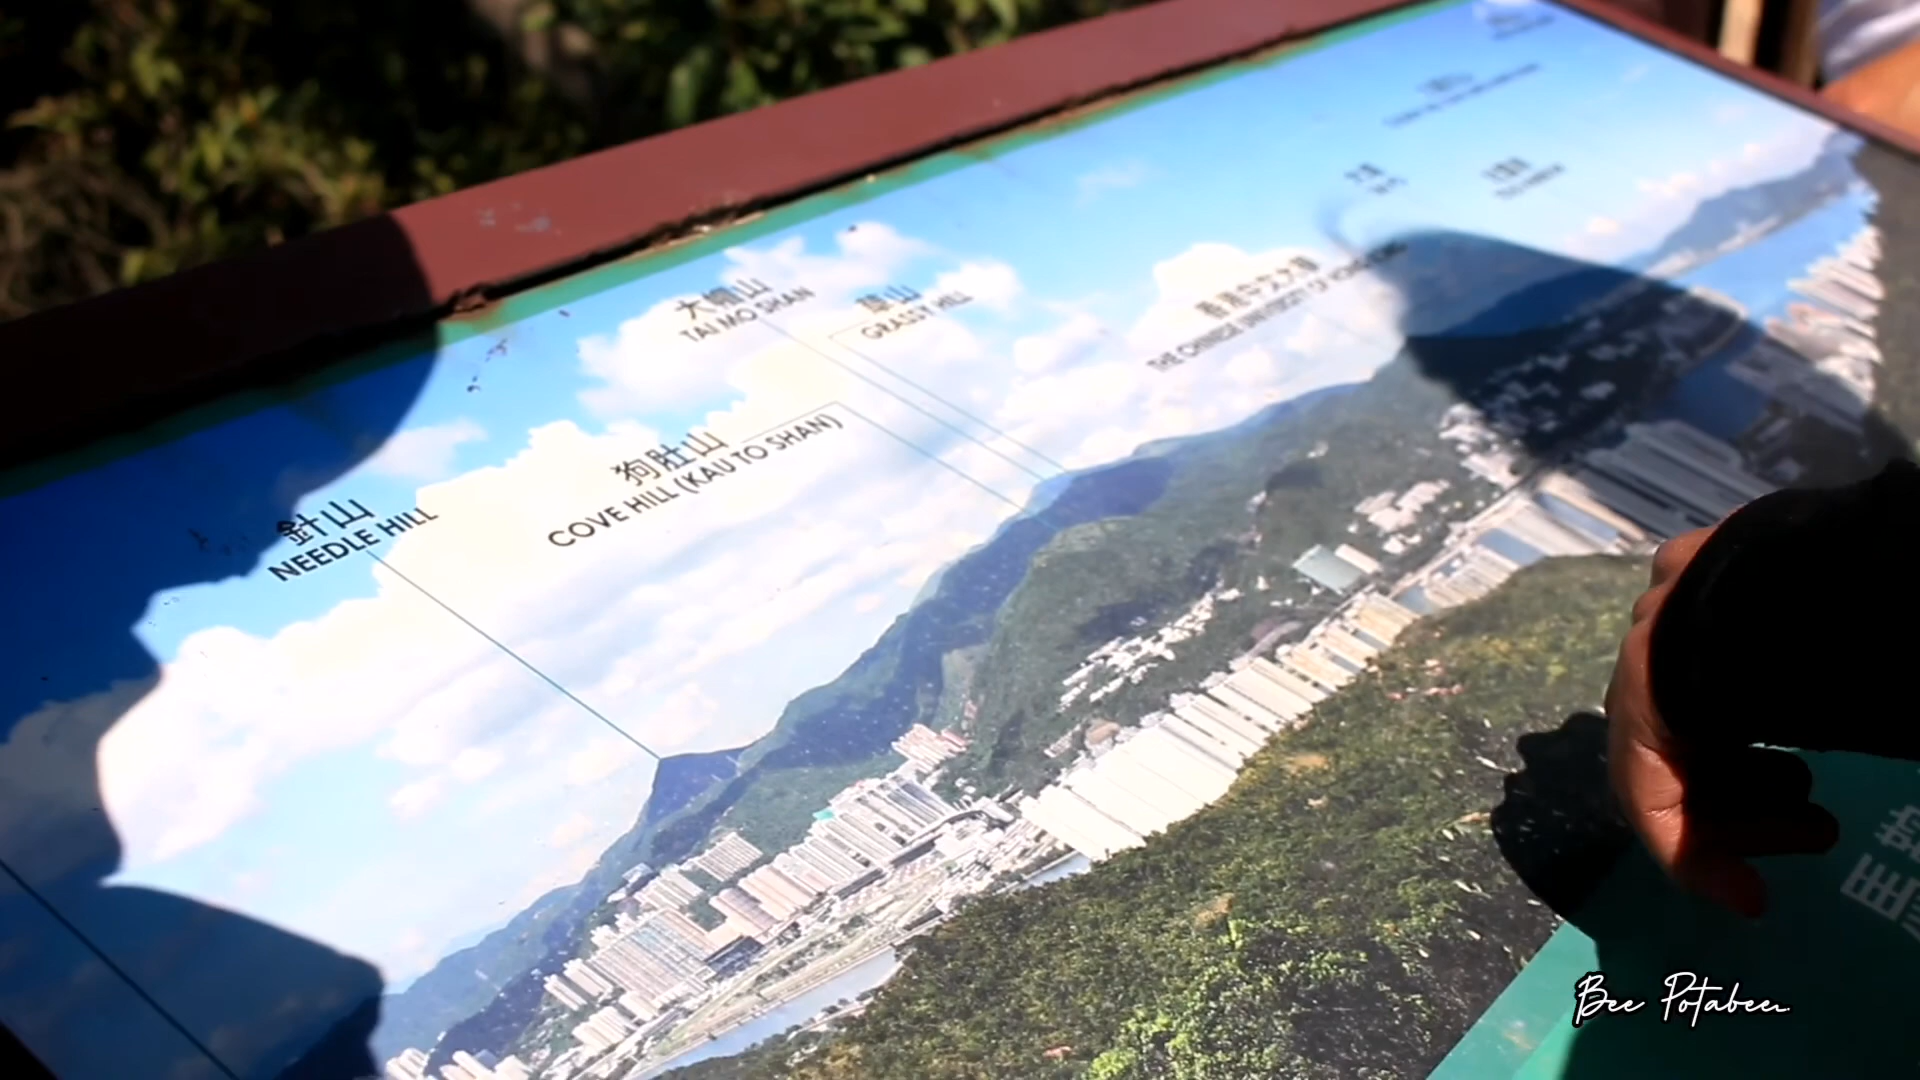 大帽山
TAI MO SHAN
草山
GRASSY HILL
香港中文大學
THE CHINESE UNIVERSITY OF HONG KONG
狗肚山
COVE HILL (KAU TO SHAN)
針山
NEEDLE HILL
Bee Potabee.